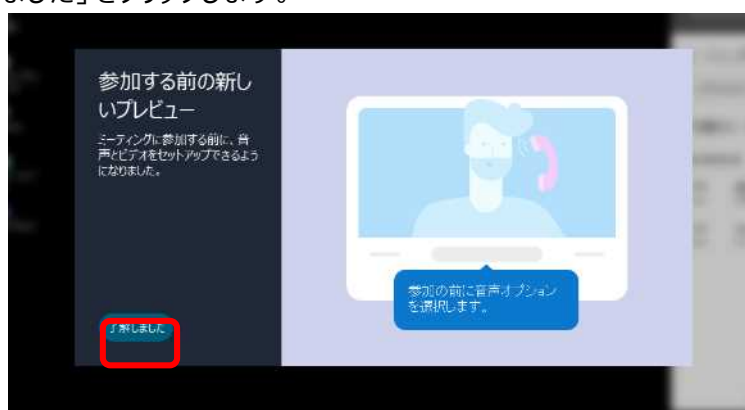 ました」をクリックします。
参加する前の新し
いプレビュー
ミーティングに参加する前に、音
声とビデオをセットアップできるよう
になりました。
参加の前に音声オプション
を選択します。
了解しました